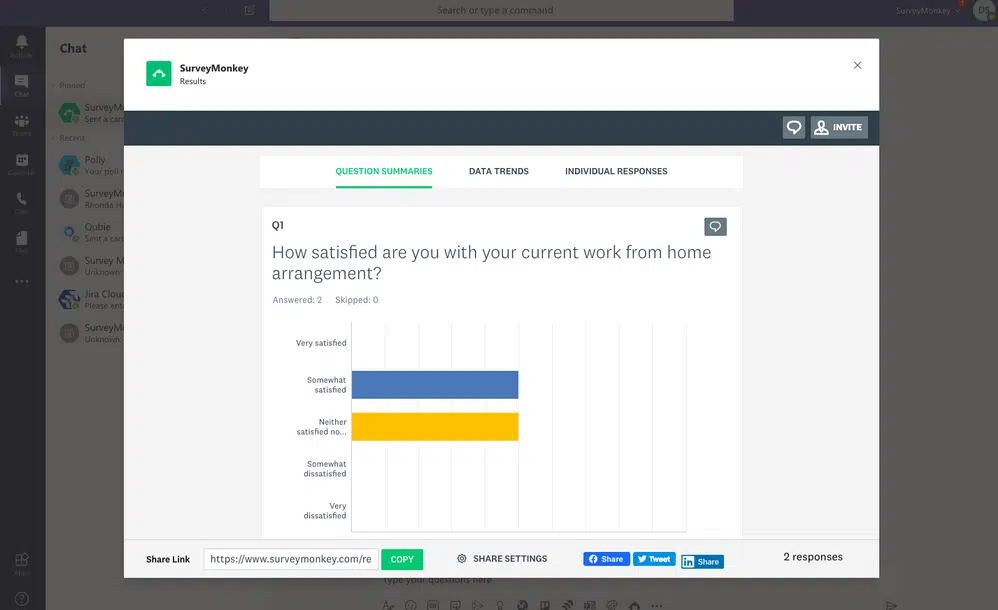 Search or type a command
SurveyMonkey
DS
Activity
Chat
Teams
Calendar
Calls
Files
Apps
Chat
Pinned
SurveyM
Sent a card
Recent
Polly
Your poll
SurveyM
Rhonda H
Qubie
Sent a card
Survey M
Unknown:
Jira Cloud
Please ente
SurveyM
Unknown:
SurveyMonkey
Results
INVITE
QUESTION SUMMARIES
DATA TRENDS
INDIVIDUAL RESPONSES
Q1
How satisfied are you with your current work from home
arrangement?
Answered: 2 Skipped: 0
Very satisfied
Somewhat
satisfied
Neither
satisfied no...
Somewhat
dissatisfied
Very
dissatisfied
Share Link
https://www.surveymonkey.com/re
COPY
SHARE SETTINGS
Share
Tweet
Share
2 responses
Type your questions here